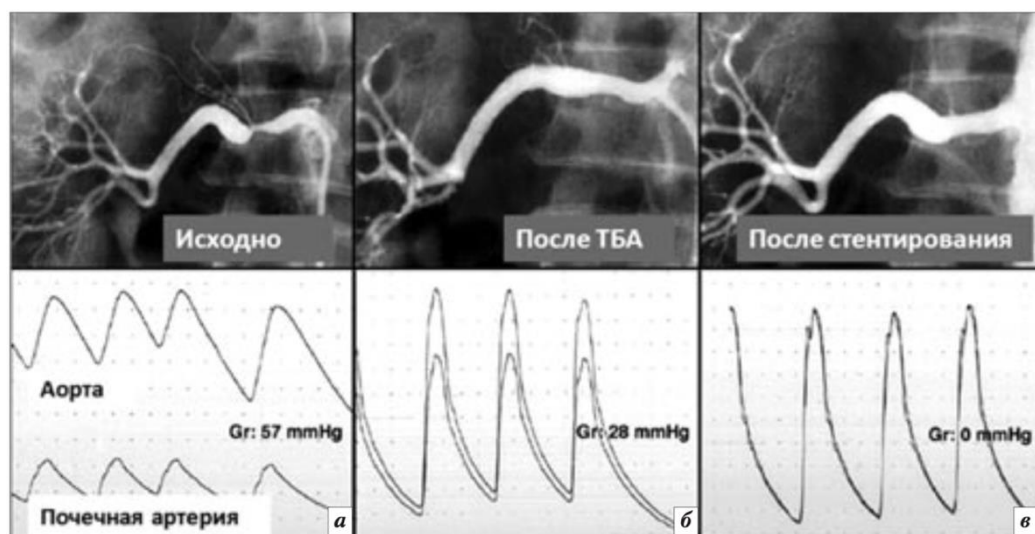 Исходно
После ТБА
После стентирования
Аорта
Gr: 57 mmHg
Почечная артерия
а
Gr: 28 mmHg
б
Gr: 0 mmHg
в